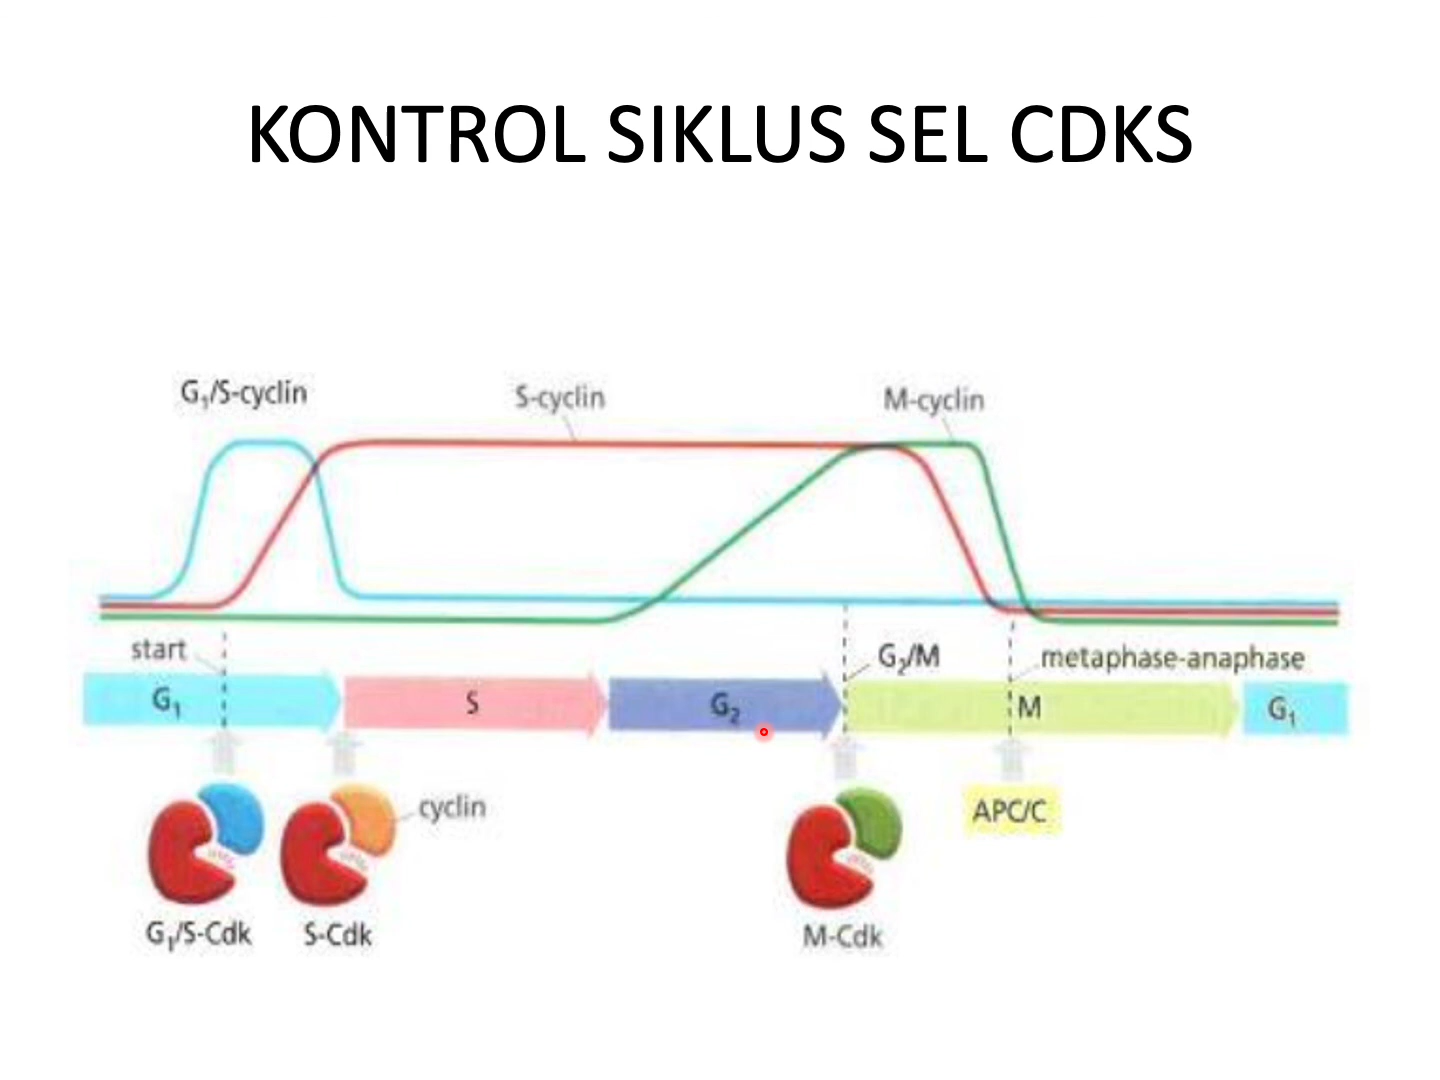 KONTROL SIKLUS SEL CDKS
G₁/S-cyclin
S-cyclin
M-cyclin
start
G₂/M
metaphase-anaphase
G₁
S
G₂
M
G₁
cyclin
APC/C
G₁/S-Cdk
S-Cdk
M-Cdk